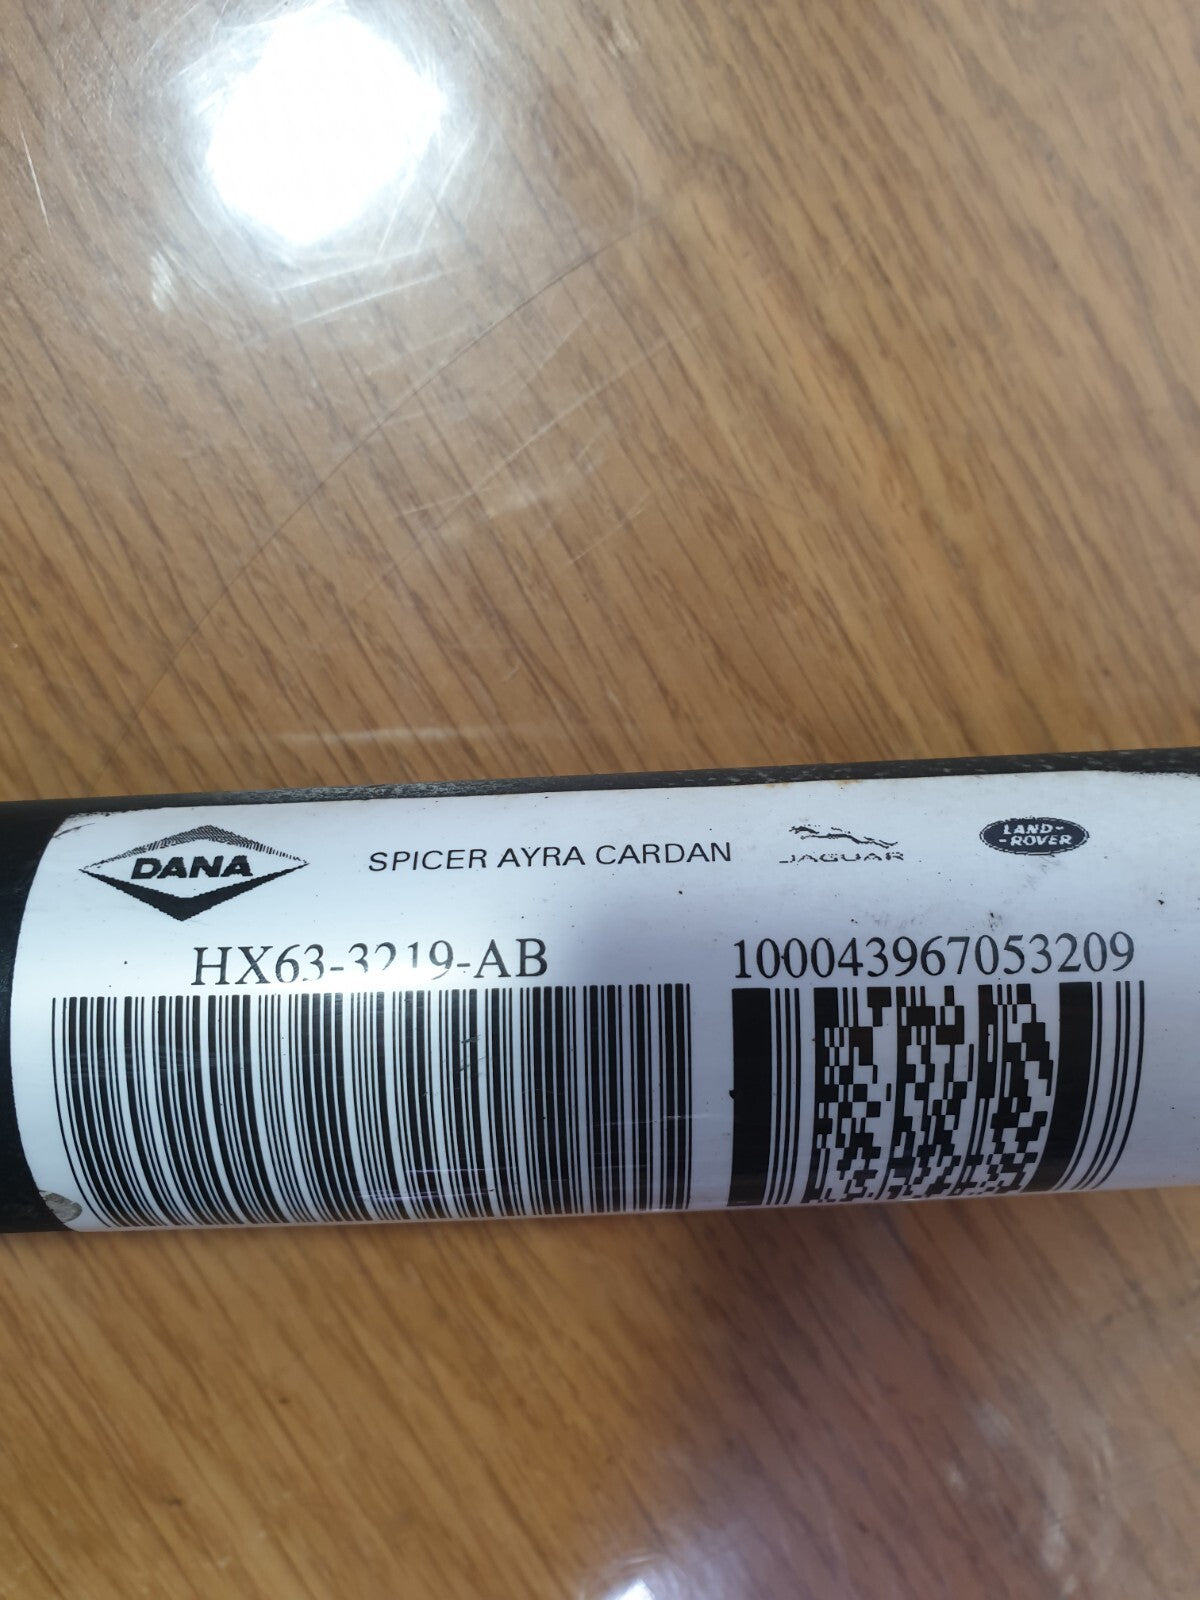 DANA
SPICER AYRA CARDAN
JAGUAR
LAND-
-ROVER
HX63-3219-AB
100043967053209